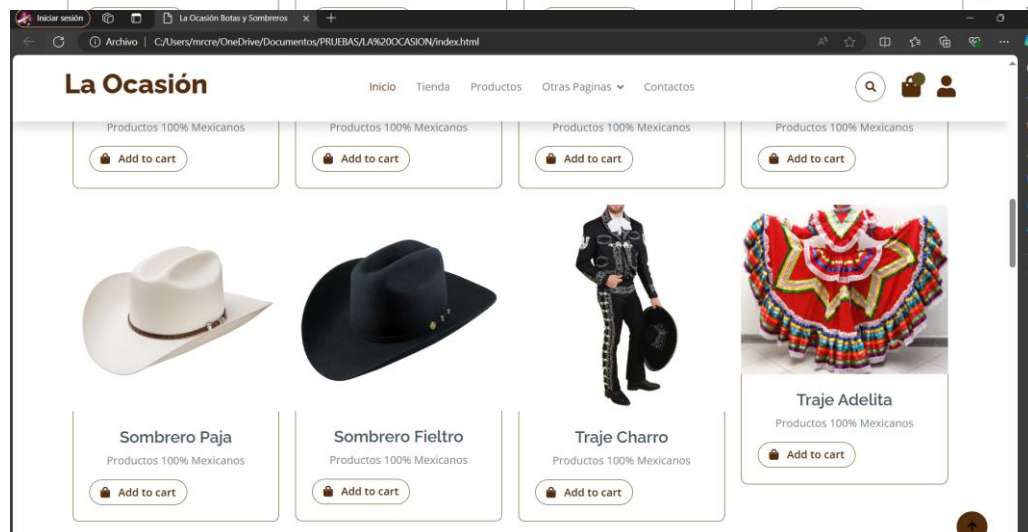 Iniciar sesión
La Ocasión Botas y Sombreros
Archivo | C:/Users/mrcre/OneDrive/Documentos/PRUEBAS/LA%20OCASION/index.html
La Ocasión
Inicio Tienda Productos Otras Paginas Contactos
Productos 100% Mexicanos Productos 100% Mexicanos Productos 100% Mexicanos Productos 100% Mexicanos
Add to cart Add to cart Add to cart Add to cart
Traje Adelita
Productos 100% Mexicanos
Add to cart
Sombrero Paja Sombrero Fieltro Traje Charro
Productos 100% Mexicanos Productos 100% Mexicanos Productos 100% Mexicanos
Add to cart Add to cart Add to cart